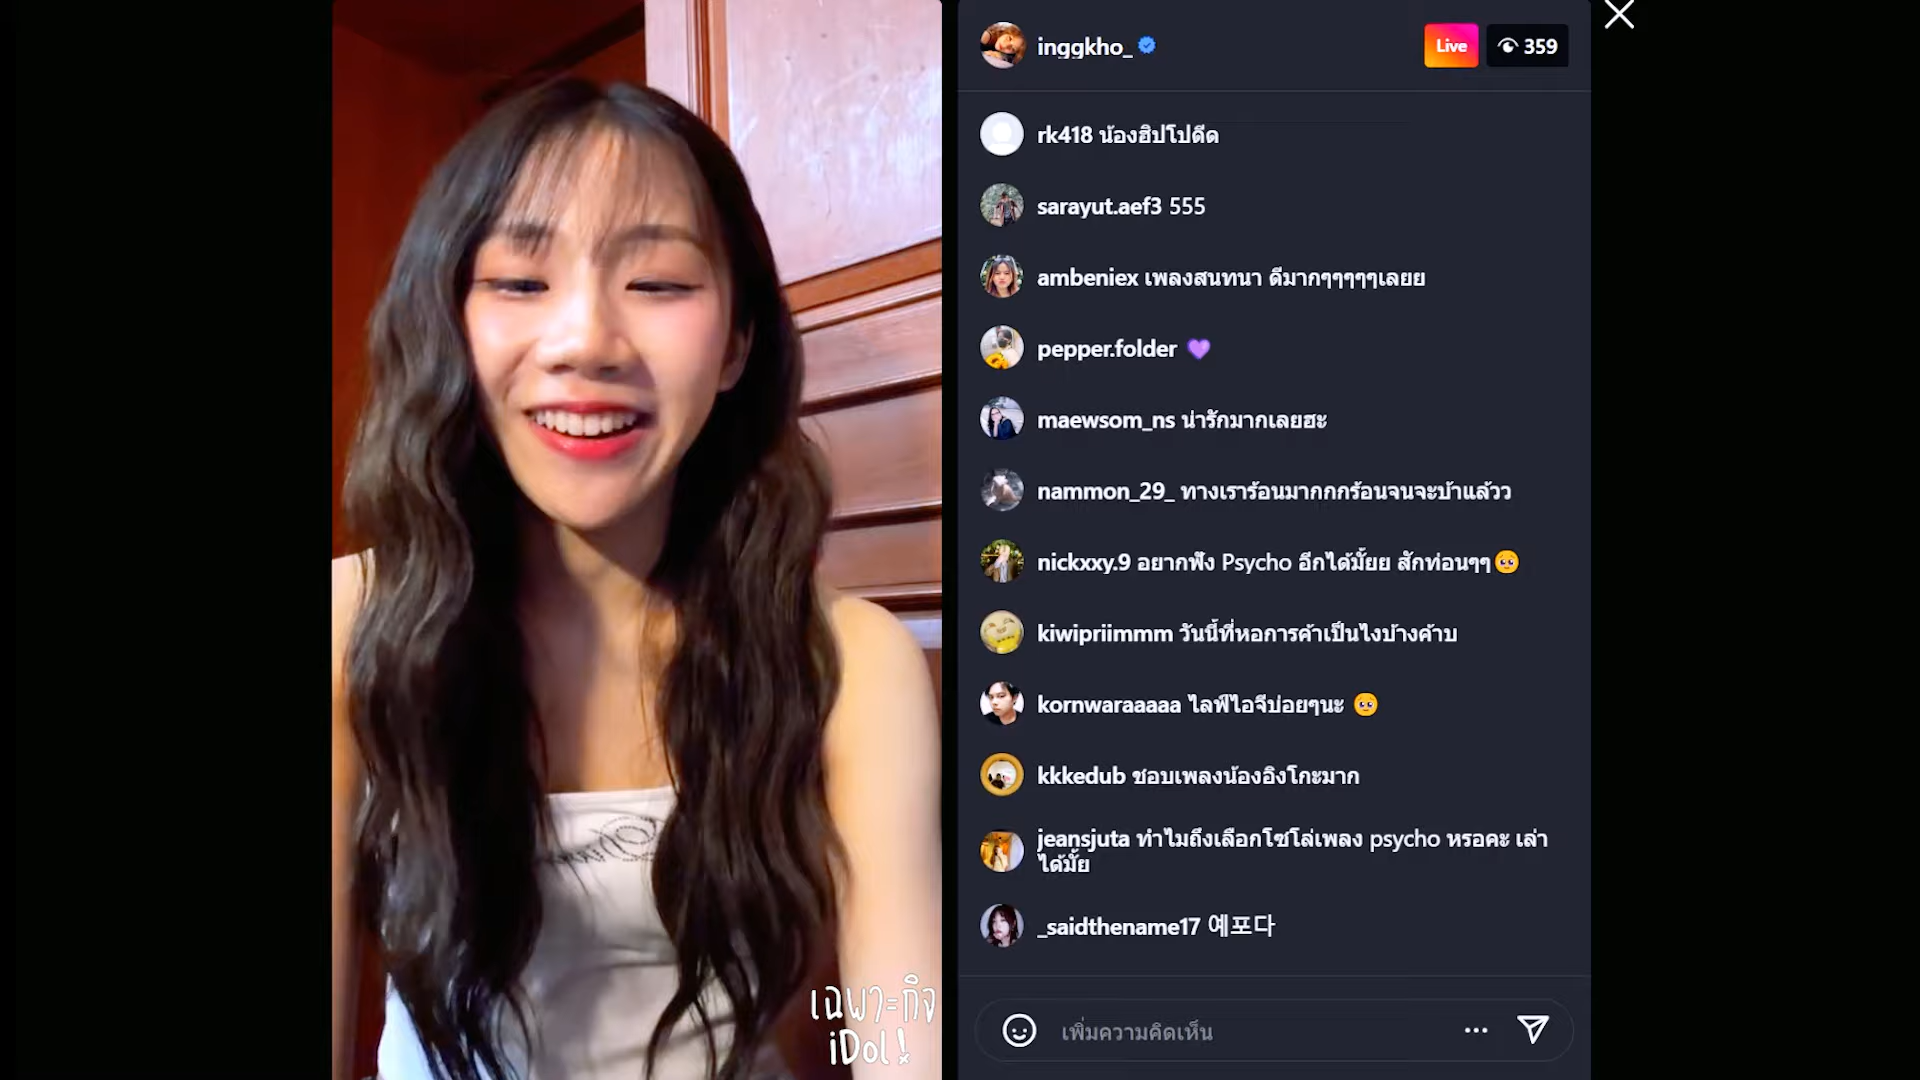 inggkho_
Live
359
rk418 น้องฮิปโปดีด
sarayut.aef3 555
ambeniex เพลงสนทนา ดีมากๆๆๆๆๆเลยย
pepper.folder 💜
maewsom_ns น่ารักมากเลยฮะ
nammon_29_ ทางเราร้อนมากกกร้อนจนจะบ้าแล้วว
nickxxy.9 อยากฟัง Psycho อีกได้มั้ยย สักท่อนๆๆ🥹
kiwipriimmm วันนี้ที่หอการค้าเป็นไงบ้างค้าบ
kornwaraaaaa ไลฟ์ไอจีบ่อยๆนะ 🥹
kkkedub ชอบเพลงน้องอิงโกะมาก
jeansjuta ทำไมถึงเลือกโซโล่เพลง psycho หรอคะ เล่า
ได้มั้ย
_saidthename17 예쁘다
เฉพาะกิจ
iDol!
เพิ่มความคิดเห็น